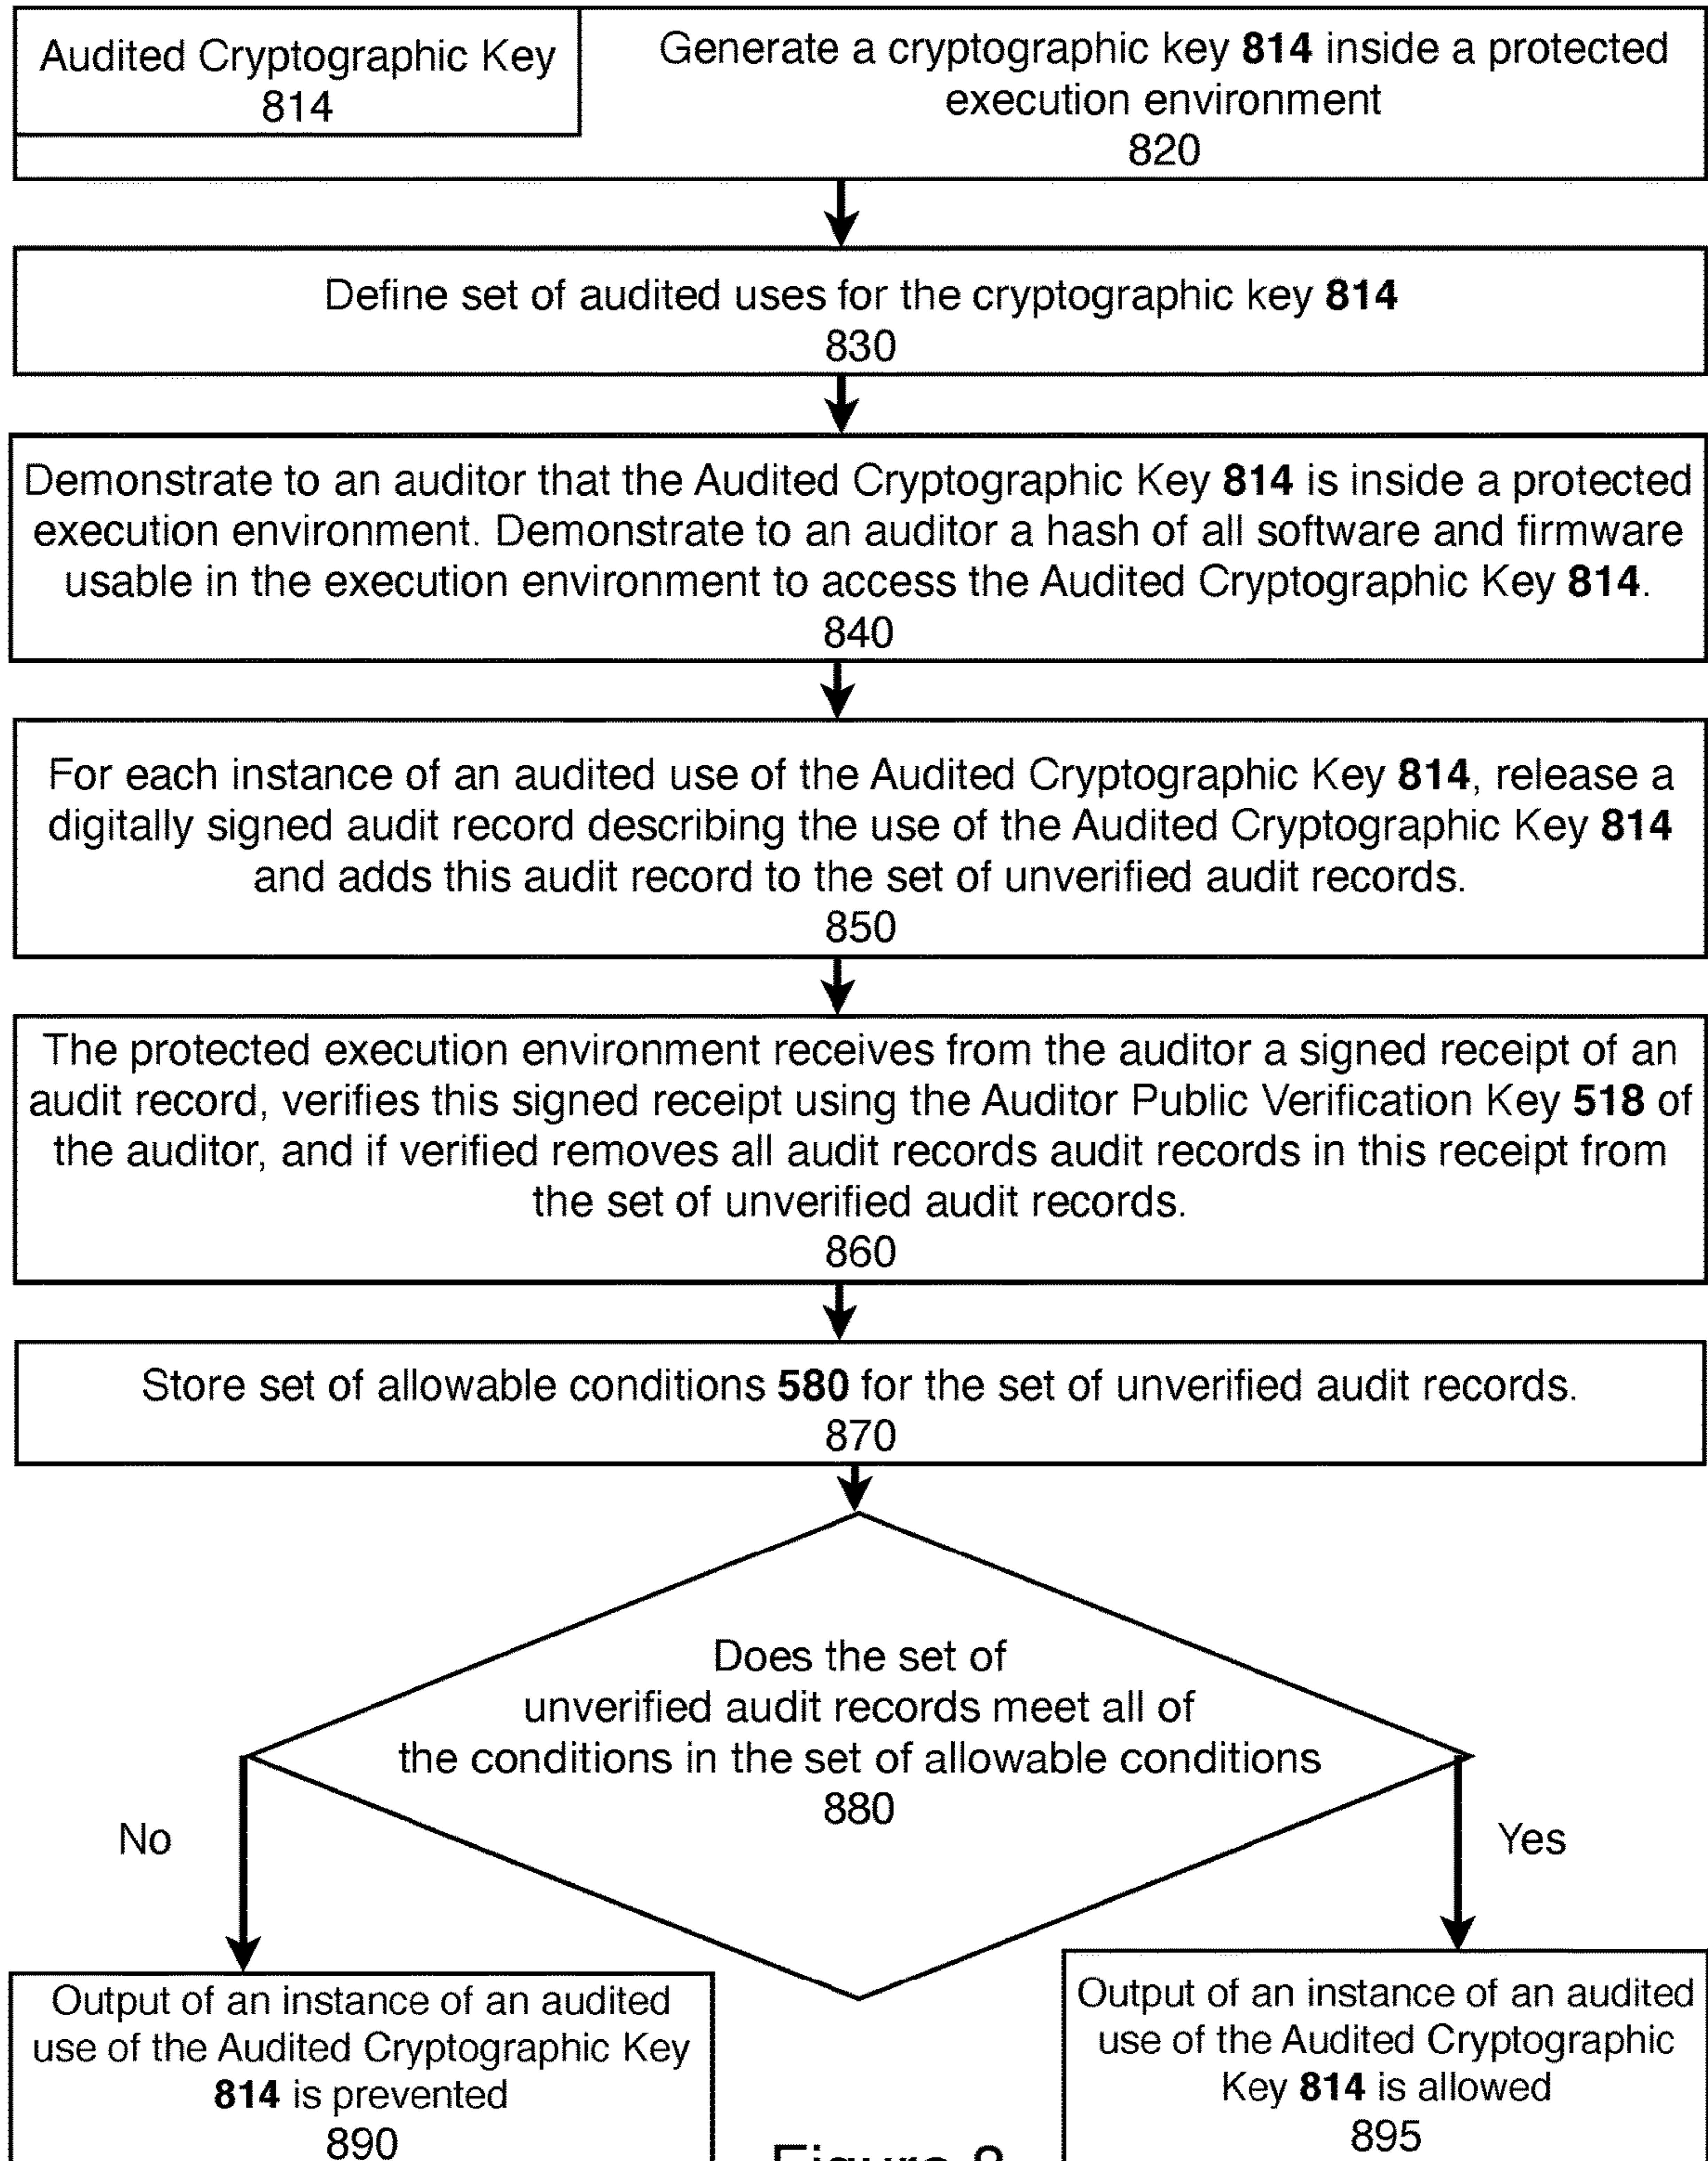 Audited Cryptographic Key
814
Generate a cryptographic key 814 inside a protected
execution environment
820
Define set of audited uses for the cryptographic key 814
830
Demonstrate to an auditor that the Audited Cryptographic Key 814 is inside a protected
execution environment. Demonstrate to an auditor a hash of all software and firmware
usable in the execution environment to access the Audited Cryptographic Key 814.
840
For each instance of an audited use of the Audited Cryptographic Key 814, release a
digitally signed audit record describing the use of the Audited Cryptographic Key 814
and adds this audit record to the set of unverified audit records.
850
The protected execution environment receives from the auditor a signed receipt of an
audit record, verifies this signed receipt using the Auditor Public Verification Key 518 of
the auditor, and if verified removes all audit records audit records in this receipt from
the set of unverified audit records.
860
Store set of allowable conditions 580 for the set of unverified audit records.
870
Does the set of
unverified audit records meet all of
the conditions in the set of allowable conditions
880
No
Yes
Output of an instance of an audited
use of the Audited Cryptographic Key
814 is prevented
890
Output of an instance of an audited
use of the Audited Cryptographic
Key 814 is allowed
895
Figure 8